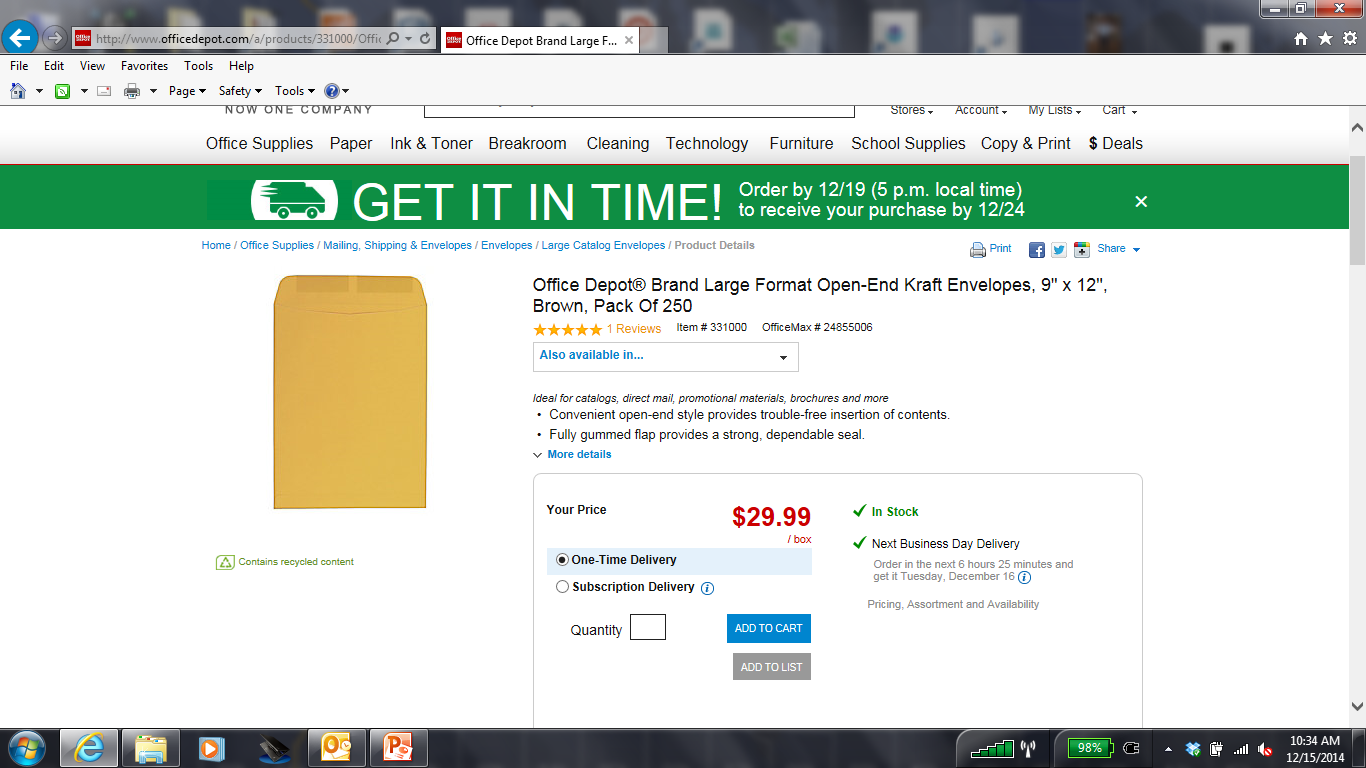 http://www.officedepot.com/a/products/331000/Offic
Office Depot Brand Large F...
File Edit View Favorites Tools Help
Page Safety Tools
NOW ONE COMPANY
Stores Account My Lists Cart
Office Supplies Paper Ink & Toner Breakroom Cleaning Technology Furniture School Supplies Copy & Print $ Deals
GET IT IN TIME!
Order by 12/19 (5 p.m. local time)
to receive your purchase by 12/24
Home / Office Supplies / Mailing, Shipping & Envelopes / Envelopes / Large Catalog Envelopes / Product Details
Print Share
Office Depot® Brand Large Format Open-End Kraft Envelopes, 9" x 12",
Brown, Pack Of 250
1 Reviews Item # 331000 OfficeMax # 24855006
Also available in...
Ideal for catalogs, direct mail, promotional materials, brochures and more
• Convenient open-end style provides trouble-free insertion of contents.
• Fully gummed flap provides a strong, dependable seal.
More details
Your Price
$29.99
/ box
One-Time Delivery
Subscription Delivery
Quantity
ADD TO CART
ADD TO LIST
In Stock
Next Business Day Delivery
Order in the next 6 hours 25 minutes and
get it Tuesday, December 16
Pricing, Assortment and Availability
Contains recycled content
98%
10:34 AM
12/15/2014